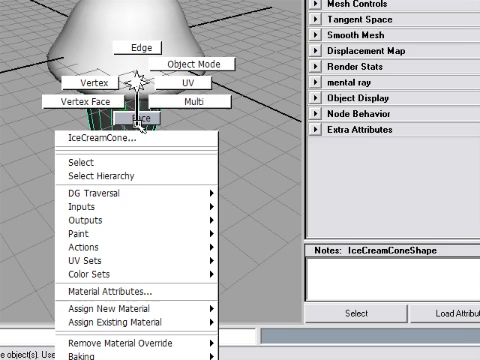 Edge
Object Mode
Vertex
UV
Vertex Face
Multi
Face
IceCreamCone...
Select
Select Hierarchy
DG Traversal
Inputs
Outputs
Paint
Actions
UV Sets
Color Sets
Material Attributes...
Assign New Material
Assign Existing Material
Remove Material Override
Baking
Mesh Controls
Tangent Space
Smooth Mesh
Displacement Map
Render Stats
mental ray
Object Display
Node Behavior
Extra Attributes
Notes: IceCreamConeShape
Select
Load Attribut
e object(s). Use